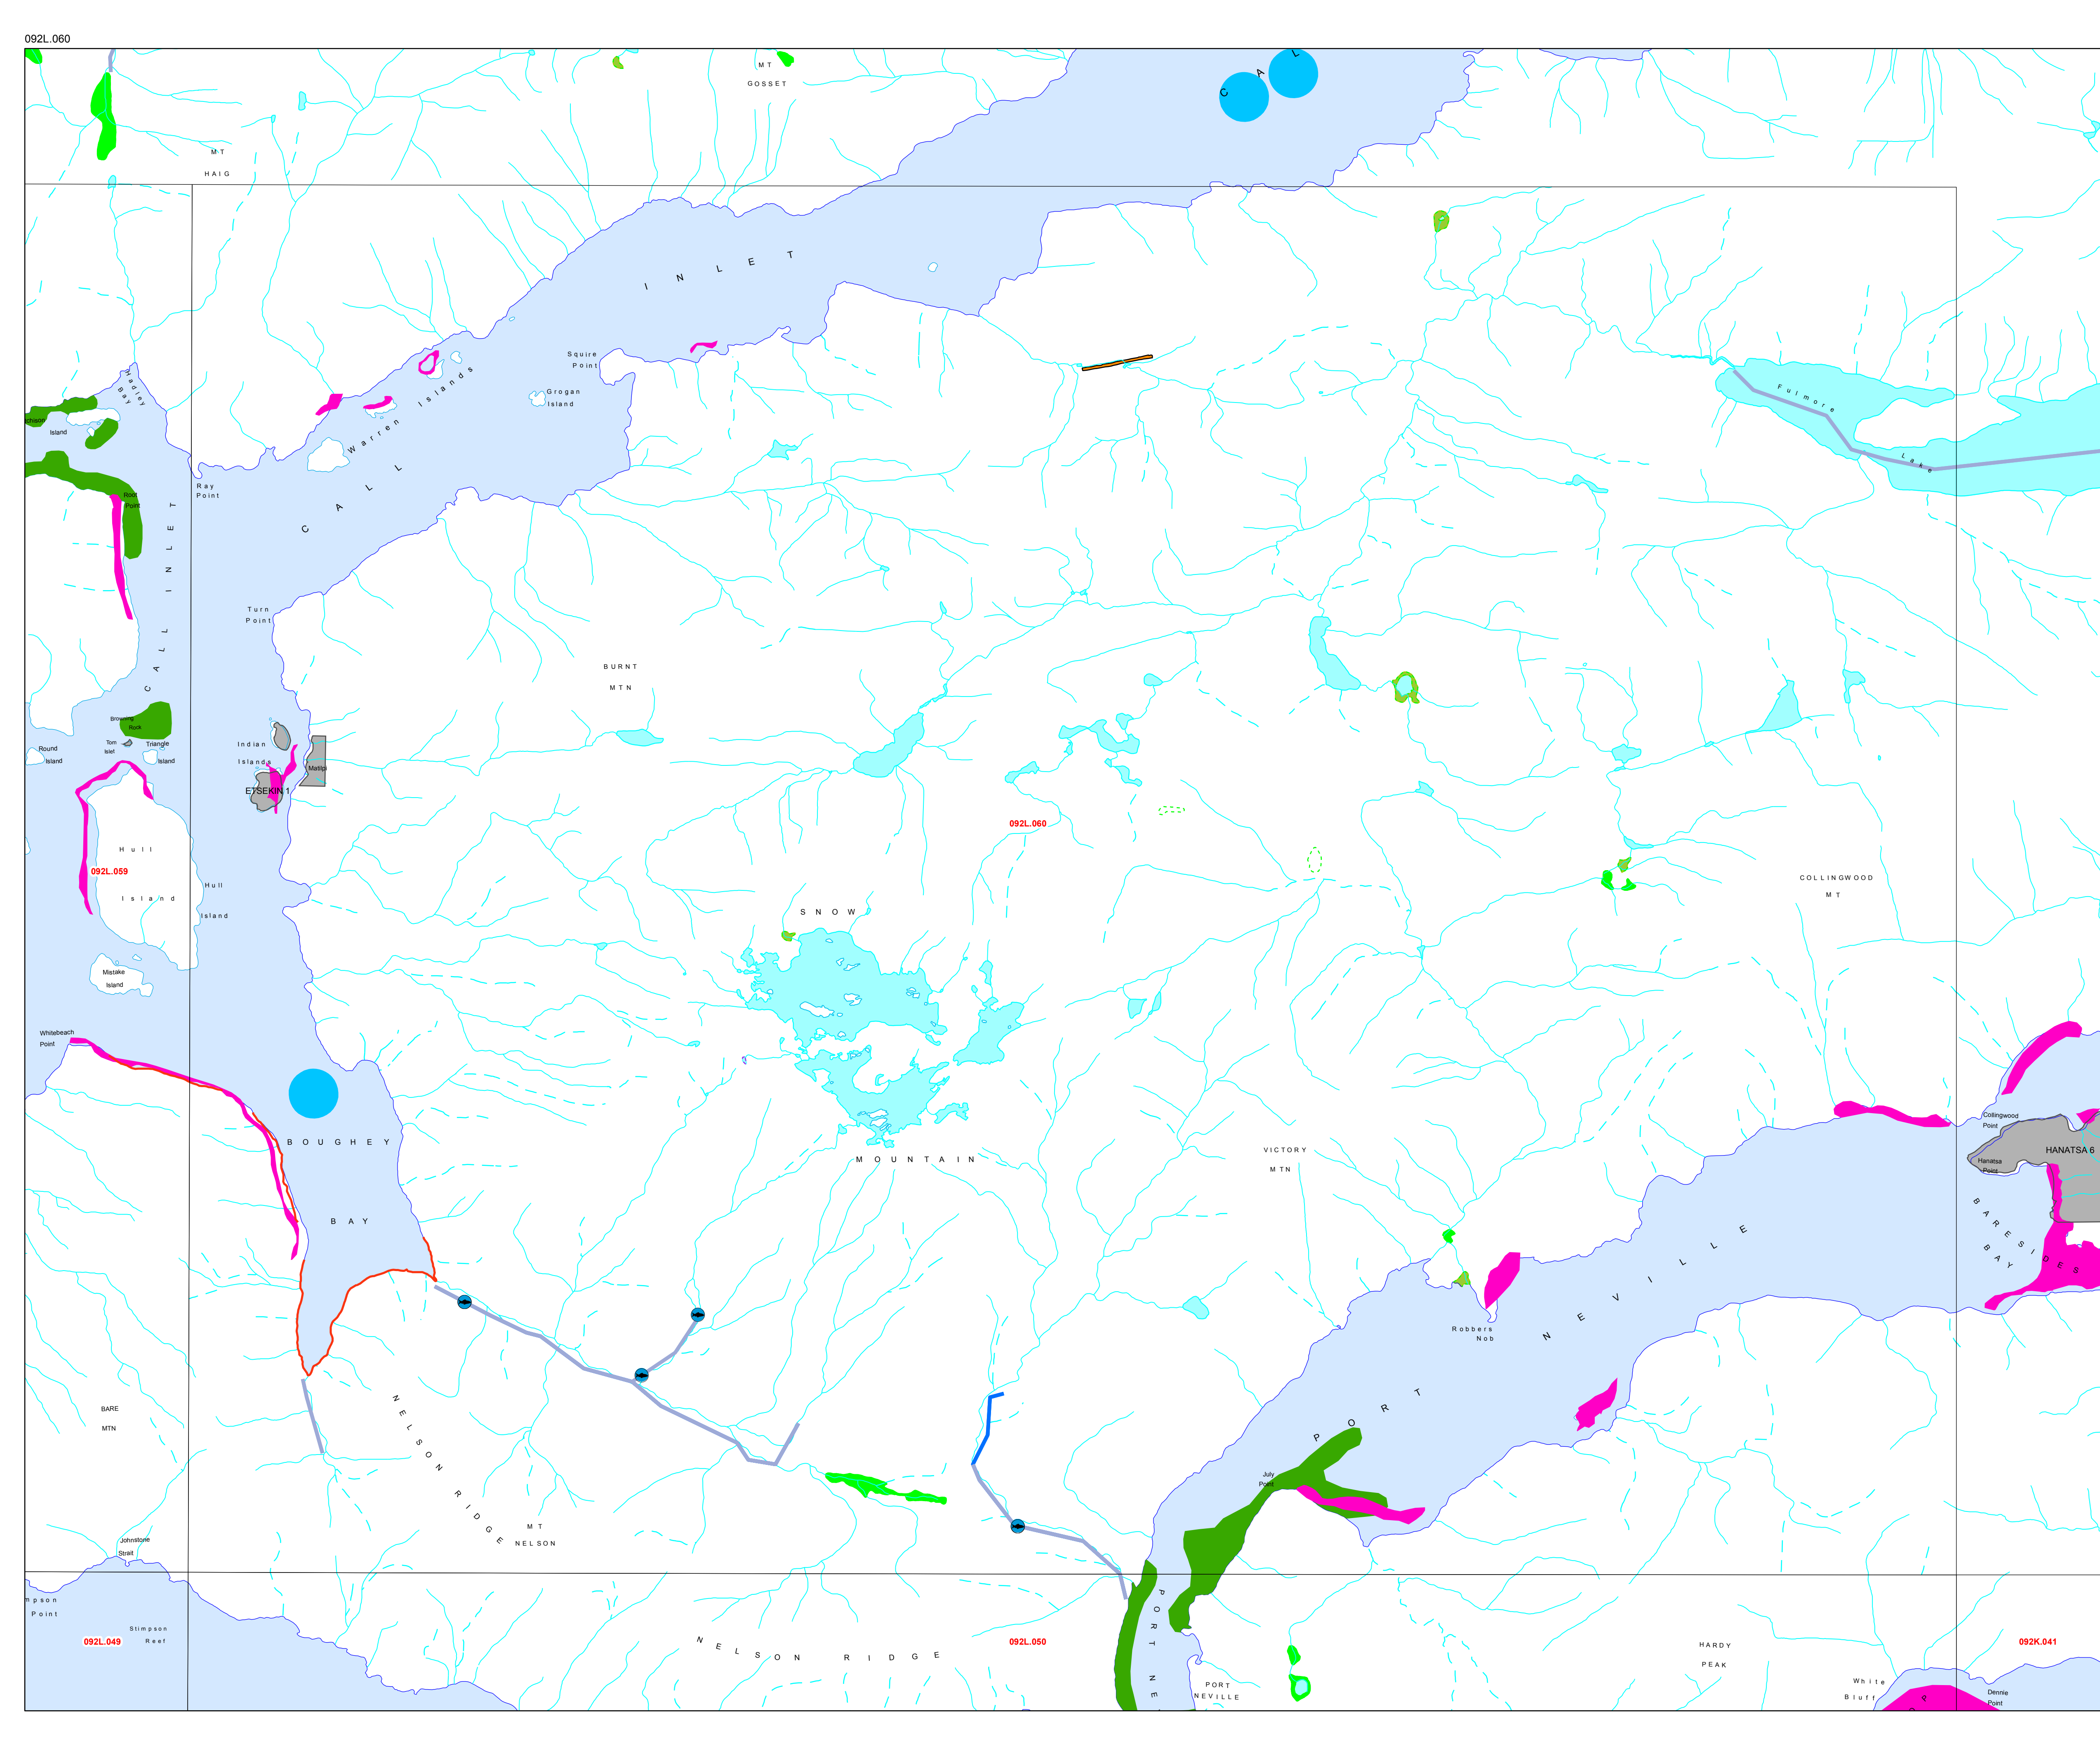 092L.060
C A L
MT
GOSSET
MT
HAIG
INLET
Squire
Point
Grogan
Island
Warren Islands
Hadley
Bay
Island
Fulmore
Lake
CALL
Ray
Point
Root
Point
CALL INLET
Turn
Point
BURNT
MTN
Browning
Rock
Tom
Islet
Triangle
Island
Round
Island
Indian
Islands
Matilpi
ETSEKIN 1
092L.060
Hull
Island
092L.059
Hull
Island
COLLINGWOOD
MT
SNOW
MOUNTAIN
Mistake
Island
Whitebeach
Point
BOUGHEY
BAY
VICTORY
MTN
Collingwood
Point
HANATSA 6
Hanatsa
Point
BARESIDES
BAY
PORT NEVILLE
Robbers
Nob
BARE
MTN
NELSON RIDGE
MT
NELSON
July
Point
Johnstone
Strait
Point
Stimpson
Reef
092L.049
NELSON RIDGE
092L.050
PORT NE
PORT
NEVILLE
HARDY
PEAK
092K.041
White
Bluff
Dennie
Point